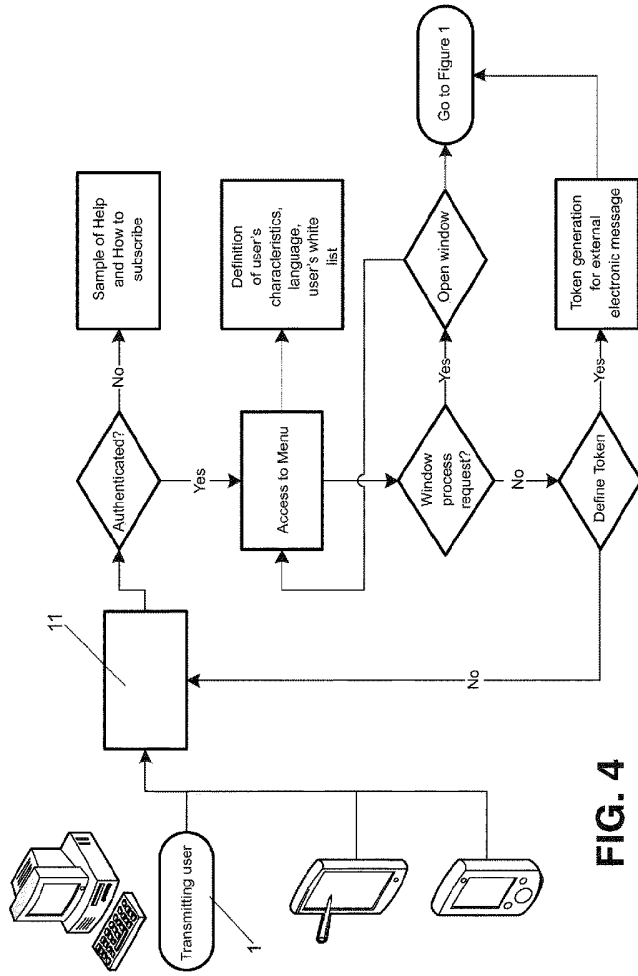 Transmitting user
1
11
Authenticated?
No
Sample of Help
and How to
subscribe
Yes
Access to Menu
Definition
of user's
characteristics,
language,
user's white
list
Window
process
request?
Yes
Open window
Go to Figure 1
No
Define Token
Yes
Token generation
for external
electronic message
No
FIG. 4